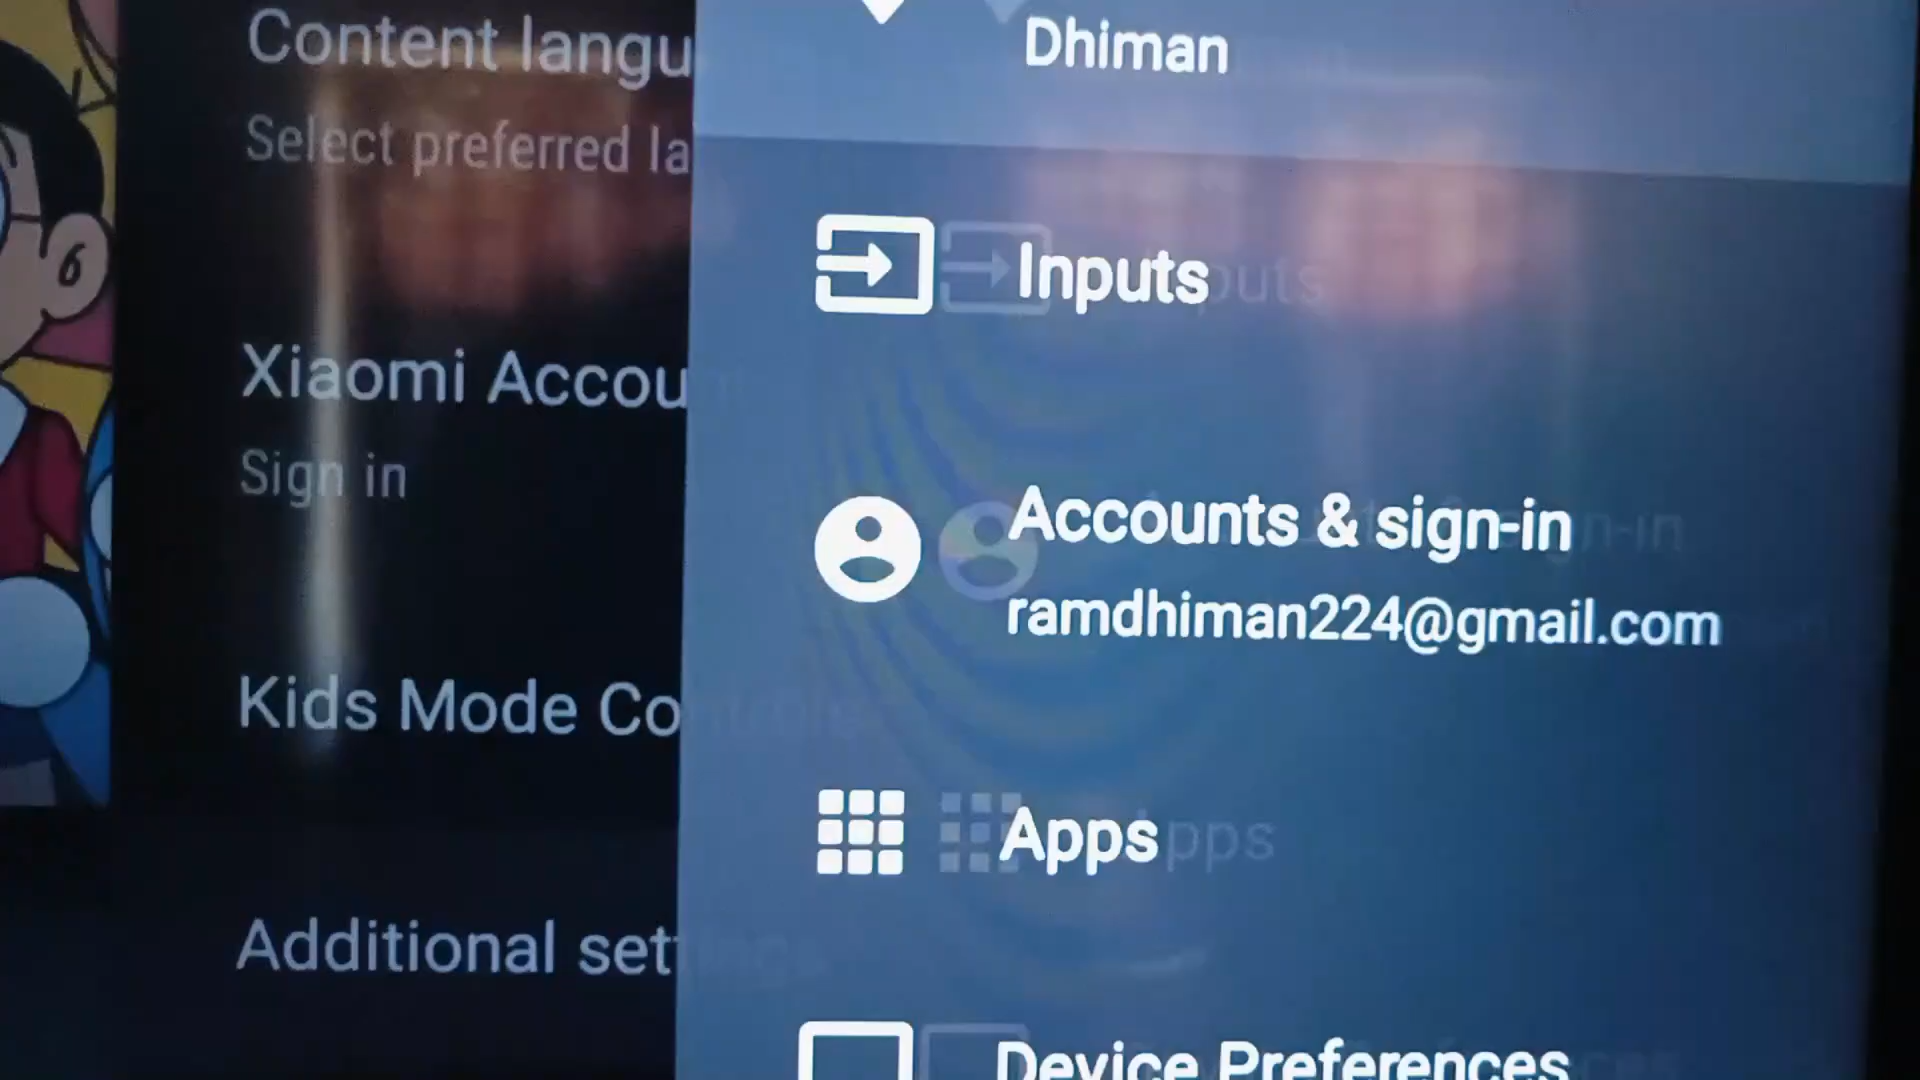 Content langu
Select preferred la
Xiaomi Accou
Sign in
Kids Mode Co
Additional set
Dhiman
Inputs
Accounts & sign-in
ramdhiman224@gmail.com
Apps
Device Preferences